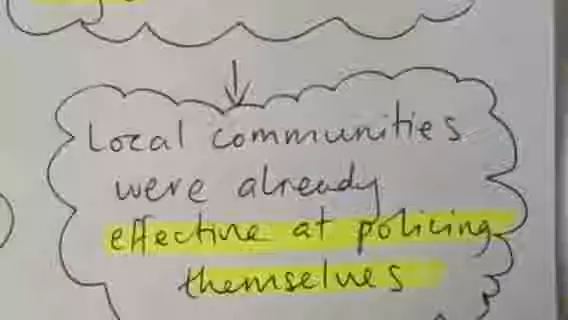 Local communities
were already
effective at policing
themselves